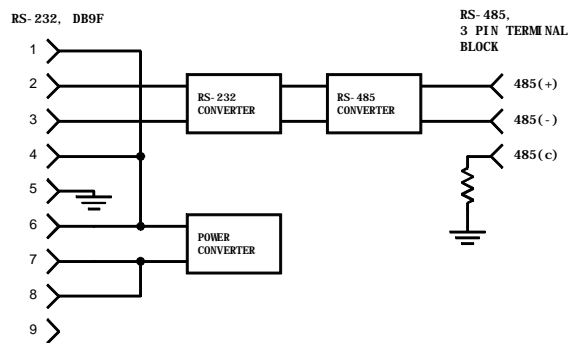 RS-232, DB9F
RS-485,
3 PIN TERMINAL
BLOCK
1
2
3
4
5
6
7
8
9
RS-232
CONVERTER
RS-485
CONVERTER
POWER
CONVERTER
485(+)
485(-)
485(c)